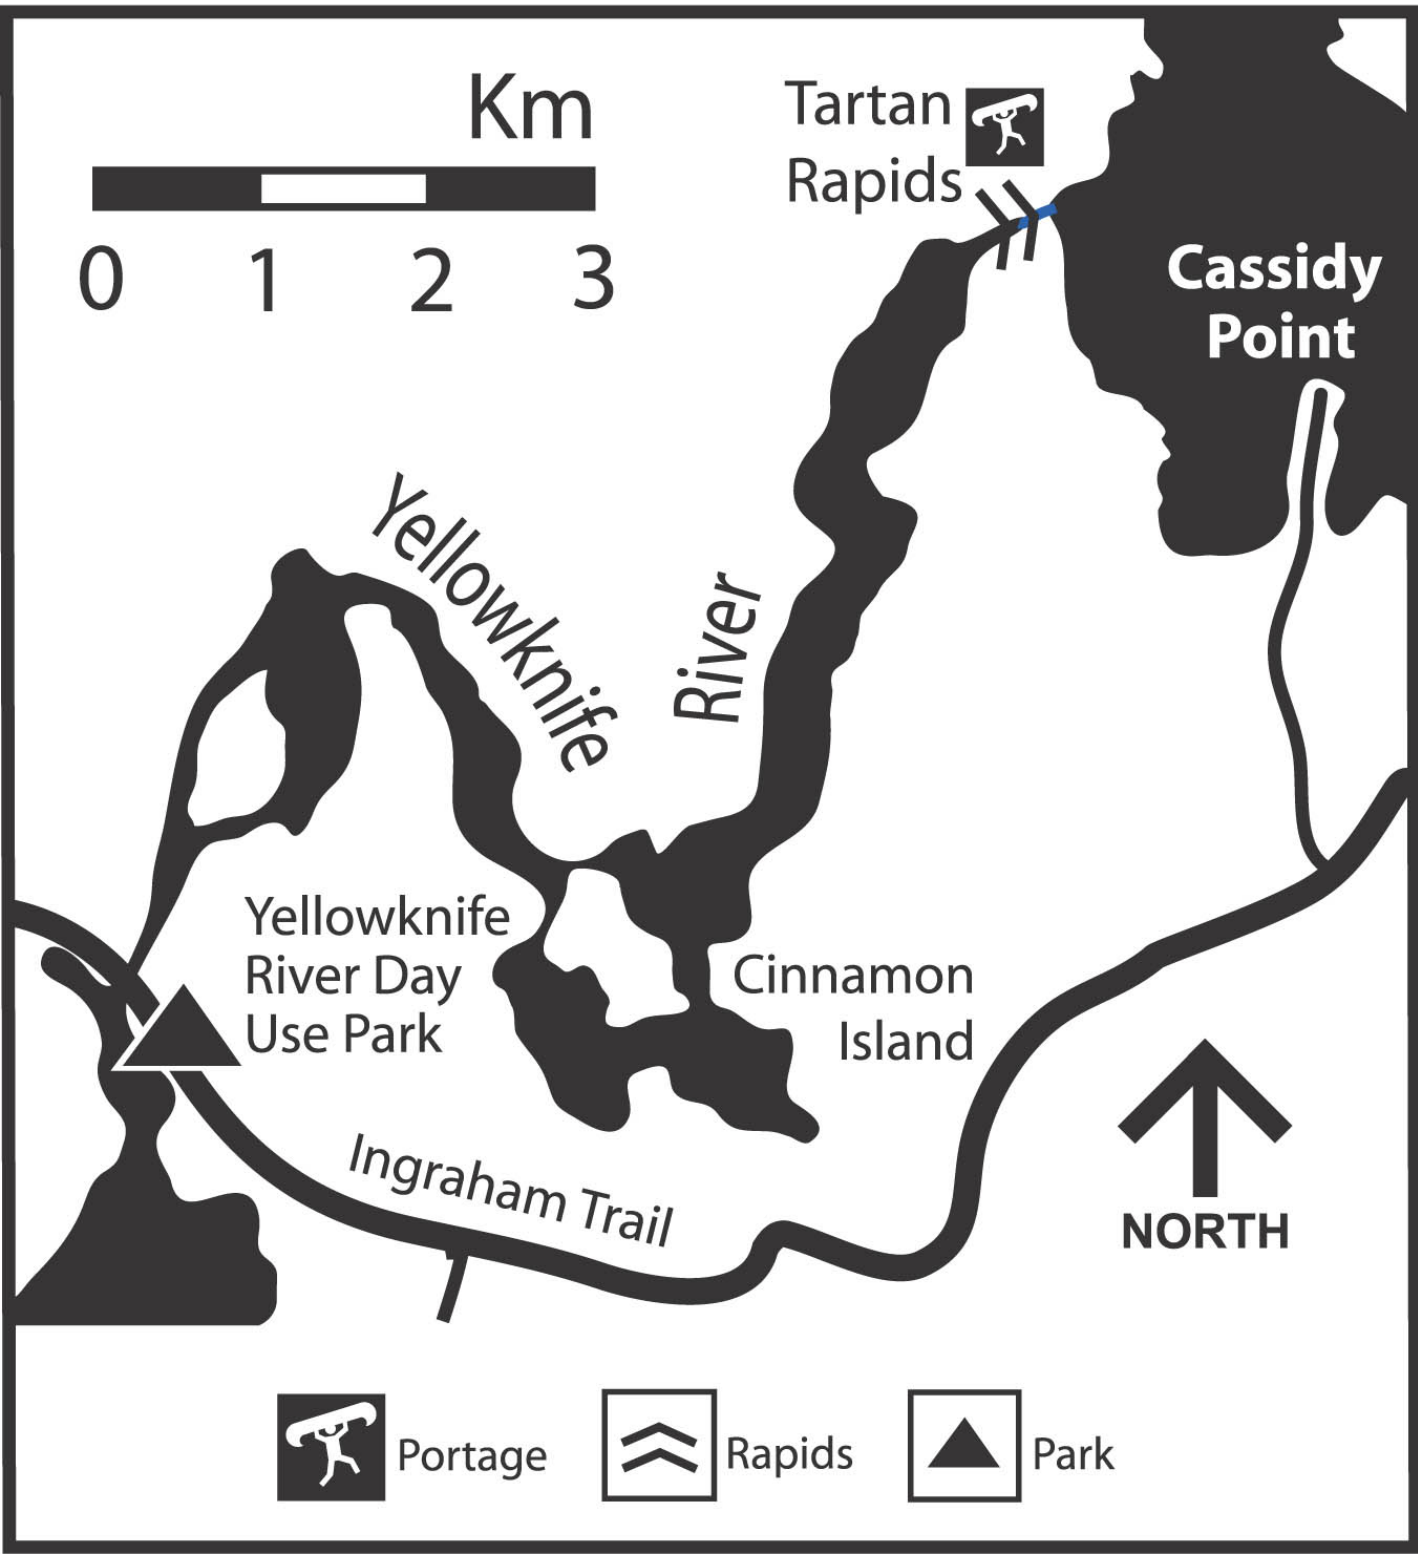 Km
0 1 2 3
Tartan
Rapids
Cassidy
Point
Yellowknife
River
Yellowknife
River Day
Use Park
Cinnamon
Island
Ingraham Trail
NORTH
Portage
Rapids
Park